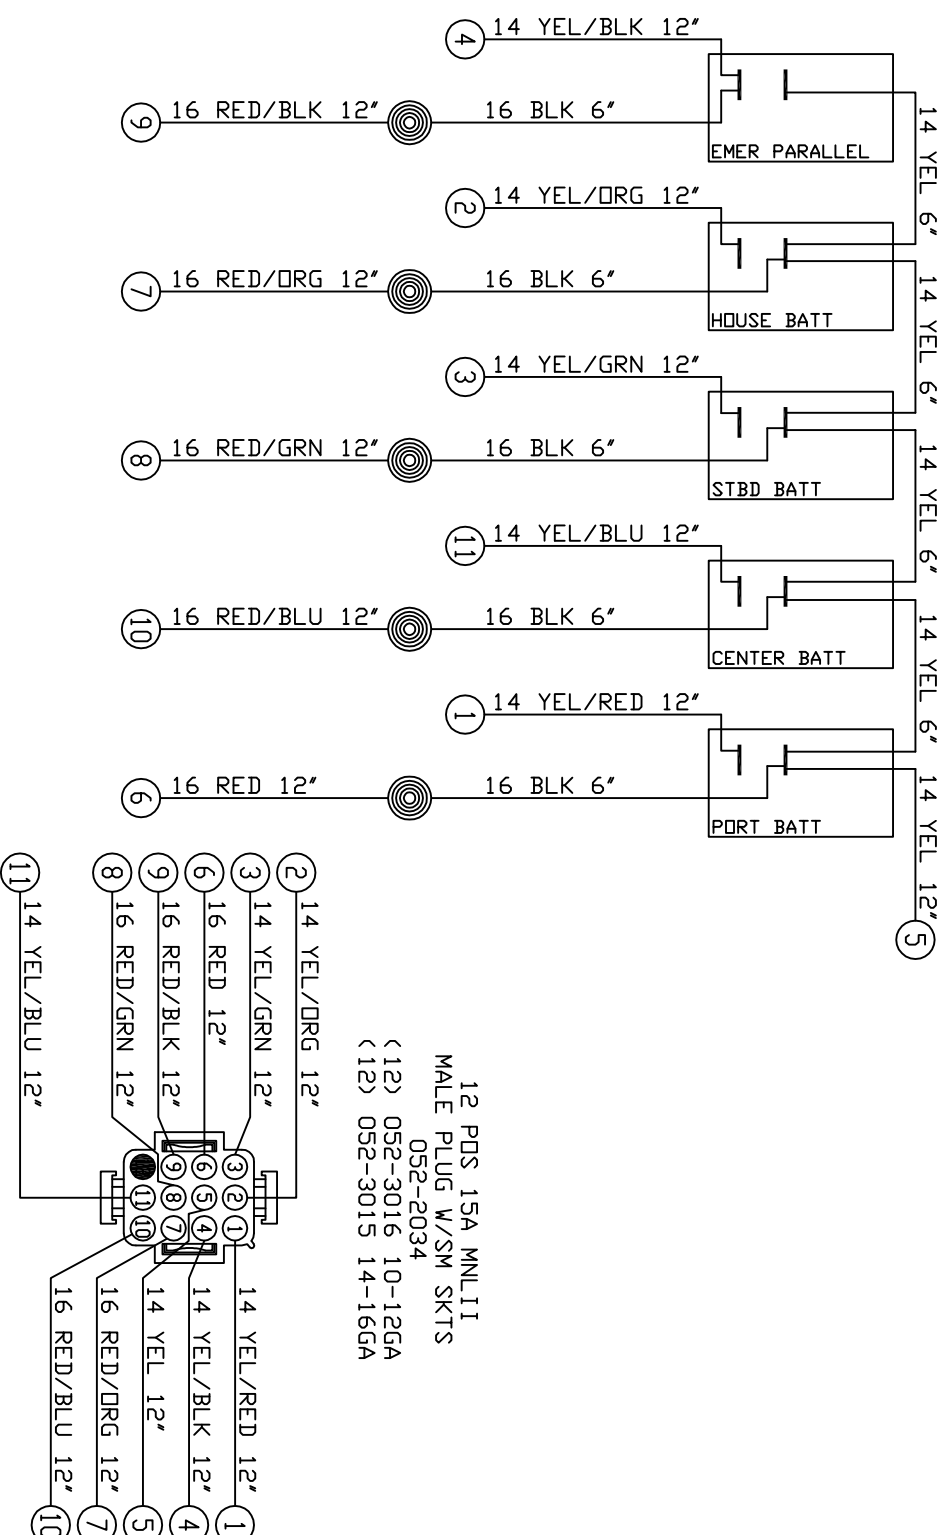 4
14 YEL/BLK 12"
9
16 RED/BLK 12"
16 BLK 6"
EMER PARALLEL
14 YEL 6"
2
14 YEL/ORG 12"
7
16 RED/ORG 12"
16 BLK 6"
HOUSE BATT
14 YEL 6"
3
14 YEL/GRN 12"
8
16 RED/GRN 12"
16 BLK 6"
STBD BATT
14 YEL 6"
11
14 YEL/BLU 12"
10
16 RED/BLU 12"
16 BLK 6"
CENTER BATT
14 YEL 6"
1
14 YEL/RED 12"
6
16 RED 12"
16 BLK 6"
PORT BATT
14 YEL 12"
5
12 POS 15A MNLII
MALE PLUG W/SM SKTS
052-2034
(12) 052-3016 10-12GA
(12) 052-3015 14-16GA
2
14 YEL/ORG 12"
3
14 YEL/GRN 12"
6
16 RED 12"
9
16 RED/BLK 12"
8
16 RED/GRN 12"
11
14 YEL/BLU 12"
3
2
1
6
5
4
9
8
7
11
10
14 YEL/RED 12"
1
14 YEL/BLK 12"
4
14 YEL 12"
5
16 RED/ORG 12"
7
16 RED/BLU 12"
10